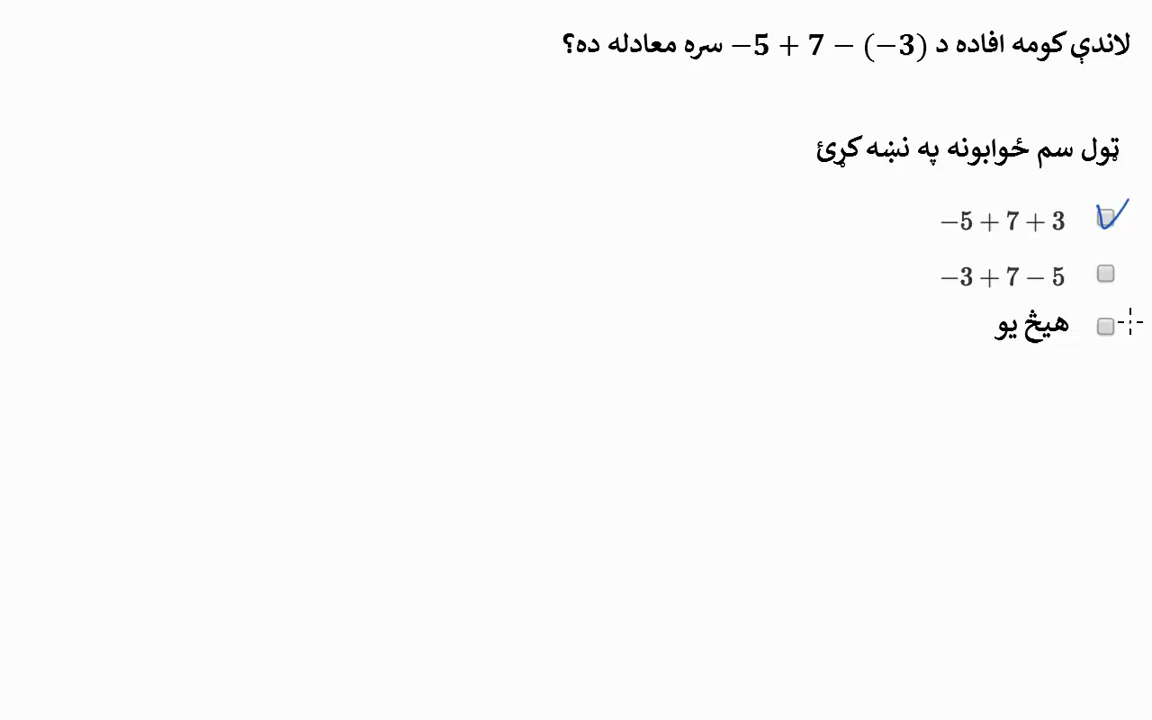 لاندې کومه افاده د −5 + 7 − (−3) سره معادله ده؟
ټول سم ځوابونه په نښه کړئ
−5 + 7 + 3
−3 + 7 − 5
هیڅ یو